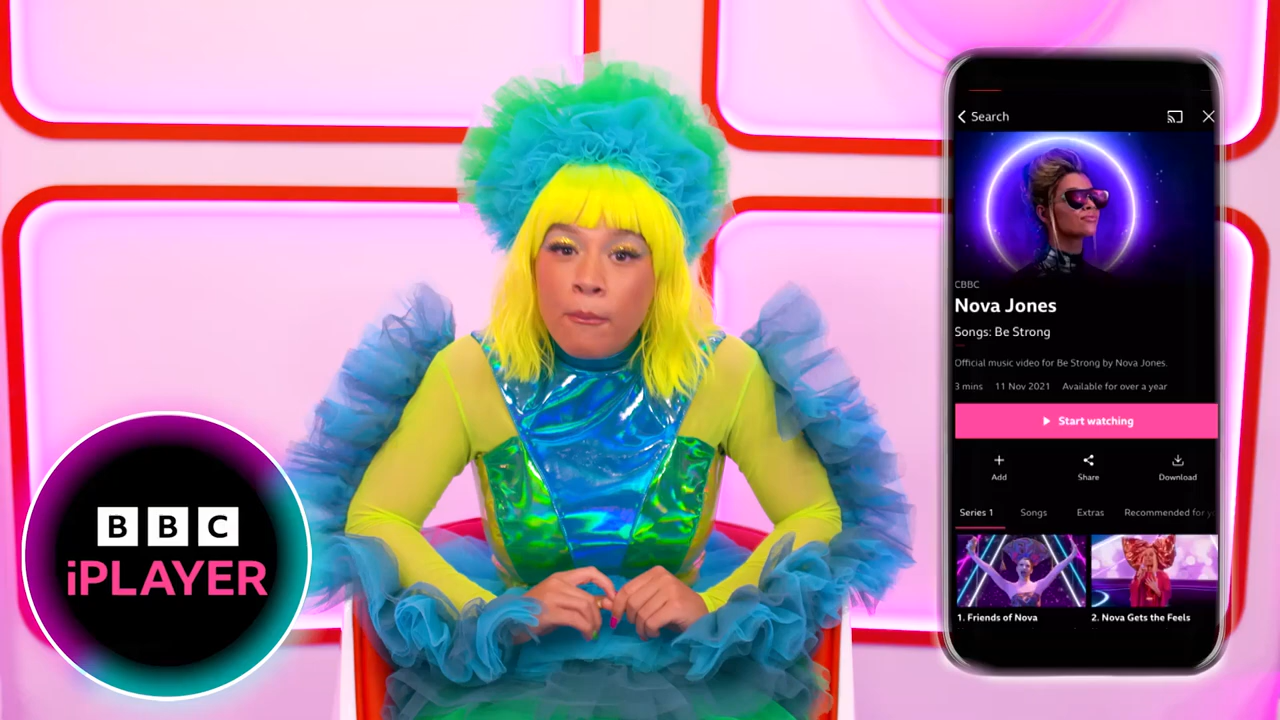 BBC
iPLAYER
Search
CBBC
Nova Jones
Songs: Be Strong
Official music video for Be Strong by Nova Jones.
3 mins 11 Nov 2021 Available for over a year
Start watching
Add Share Download
Series 1 Songs Extras Recommended for
1. Friends of Nova 2. Nova Gets the Feels